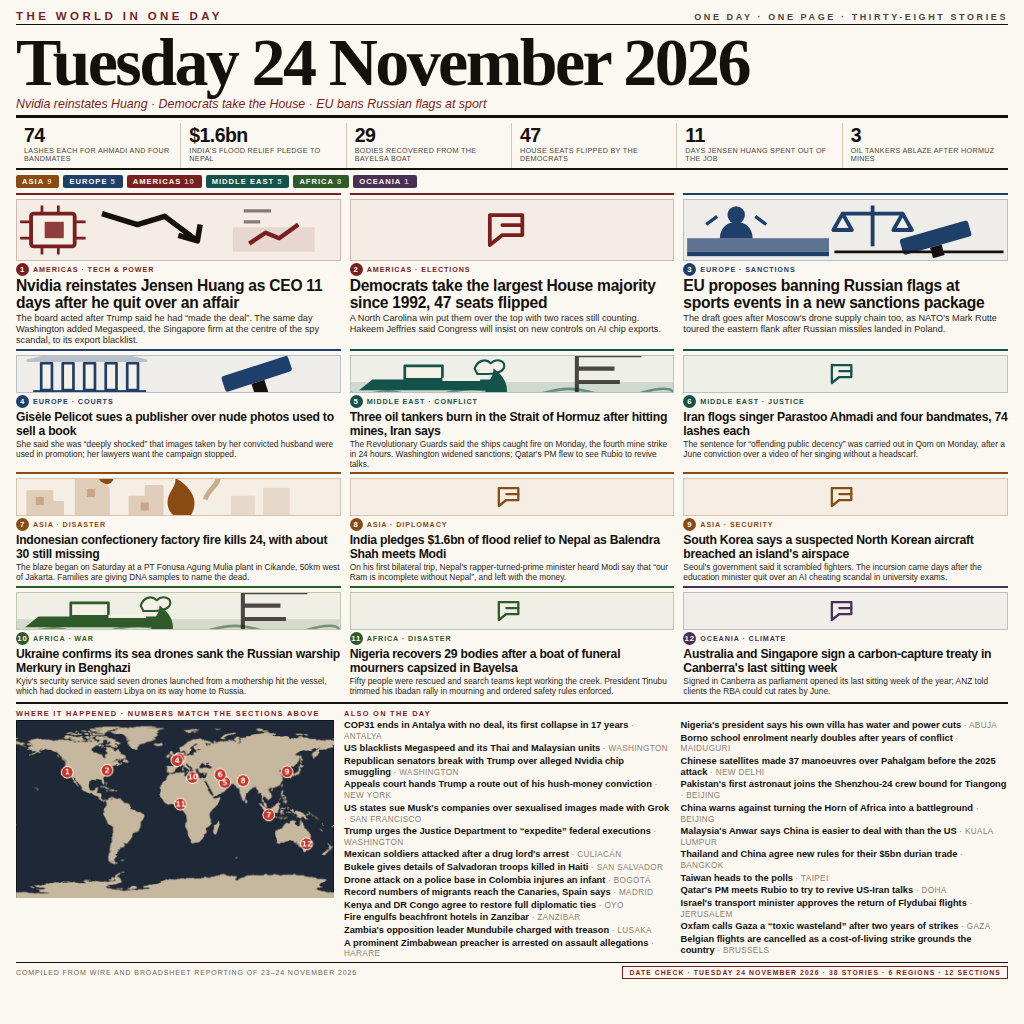 THE WORLD IN ONE DAY
ONE DAY · ONE PAGE · THIRTY-EIGHT STORIES
Tuesday 24 November 2026
Nvidia reinstates Huang · Democrats take the House · EU bans Russian flags at sport
74
LASHES EACH FOR AHMADI AND FOUR
BANDMATES
$1.6bn
INDIA'S FLOOD RELIEF PLEDGE TO
NEPAL
29
BODIES RECOVERED FROM THE
BAYELSA BOAT
47
HOUSE SEATS FLIPPED BY THE
DEMOCRATS
11
DAYS JENSEN HUANG SPENT OUT OF
THE JOB
3
OIL TANKERS ABLAZE AFTER HORMUZ
MINES
ASIA 9
EUROPE 5
AMERICAS 10
MIDDLE EAST 5
AFRICA 8
OCEANIA 1
1 AMERICAS · TECH & POWER
Nvidia reinstates Jensen Huang as CEO 11
days after he quit over an affair
The board acted after Trump said he had “made the deal”. The same day
Washington added Megaspeed, the Singapore firm at the centre of the spy
scandal, to its export blacklist.
2 AMERICAS · ELECTIONS
Democrats take the largest House majority
since 1992, 47 seats flipped
A North Carolina win put them over the top with two races still counting.
Hakeem Jeffries said Congress will insist on new controls on AI chip exports.
3 EUROPE · SANCTIONS
EU proposes banning Russian flags at
sports events in a new sanctions package
The draft goes after Moscow's drone supply chain too, as NATO's Mark Rutte
toured the eastern flank after Russian missiles landed in Poland.
4 EUROPE · COURTS
Gisèle Pelicot sues a publisher over nude photos used to
sell a book
She said she was “deeply shocked” that images taken by her convicted husband were
used in promotion; her lawyers want the campaign stopped.
5 MIDDLE EAST · CONFLICT
Three oil tankers burn in the Strait of Hormuz after hitting
mines, Iran says
The Revolutionary Guards said the ships caught fire on Monday, the fourth mine strike
in 24 hours. Washington widened sanctions; Qatar's PM flew to see Rubio to revive
talks.
6 MIDDLE EAST · JUSTICE
Iran flogs singer Parastoo Ahmadi and four bandmates, 74
lashes each
The sentence for “offending public decency” was carried out in Qom on Monday, after a
June conviction over a video of her singing without a headscarf.
7 ASIA · DISASTER
Indonesian confectionery factory fire kills 24, with about
30 still missing
The blaze began on Saturday at a PT Fonusa Agung Mulia plant in Cikande, 50km west
of Jakarta. Families are giving DNA samples to name the dead.
8 ASIA · DIPLOMACY
India pledges $1.6bn of flood relief to Nepal as Balendra
Shah meets Modi
On his first bilateral trip, Nepal's rapper-turned-prime minister heard Modi say that “our
Ram is incomplete without Nepal”, and left with the money.
9 ASIA · SECURITY
South Korea says a suspected North Korean aircraft
breached an island's airspace
Seoul's government said it scrambled fighters. The incursion came days after the
education minister quit over an AI cheating scandal in university exams.
10 AFRICA · WAR
Ukraine confirms its sea drones sank the Russian warship
Merkury in Benghazi
Kyiv's security service said seven drones launched from a mothership hit the vessel,
which had docked in eastern Libya on its way home to Russia.
11 AFRICA · DISASTER
Nigeria recovers 29 bodies after a boat of funeral
mourners capsized in Bayelsa
Fifty people were rescued and search teams kept working the creek. President Tinubu
trimmed his Ibadan rally in mourning and ordered safety rules enforced.
12 OCEANIA · CLIMATE
Australia and Singapore sign a carbon-capture treaty in
Canberra's last sitting week
Signed in Canberra as parliament opened its last sitting week of the year; ANZ told
clients the RBA could cut rates by June.
WHERE IT HAPPENED · NUMBERS MATCH THE SECTIONS ABOVE
1
2
4
10
6
5
8
9
11
7
12
ALSO ON THE DAY
COP31 ends in Antalya with no deal, its first collapse in 17 years ·
ANTALYA
US blacklists Megaspeed and its Thai and Malaysian units · WASHINGTON
Republican senators break with Trump over alleged Nvidia chip
smuggling · WASHINGTON
Appeals court hands Trump a route out of his hush-money conviction ·
NEW YORK
US states sue Musk's companies over sexualised images made with Grok
· SAN FRANCISCO
Trump urges the Justice Department to “expedite” federal executions ·
WASHINGTON
Mexican soldiers attacked after a drug lord's arrest · CULIACÁN
Bukele gives details of Salvadoran troops killed in Haiti · SAN SALVADOR
Drone attack on a police base in Colombia injures an infant · BOGOTÁ
Record numbers of migrants reach the Canaries, Spain says · MADRID
Kenya and DR Congo agree to restore full diplomatic ties · OYO
Fire engulfs beachfront hotels in Zanzibar · ZANZIBAR
Zambia's opposition leader Mundubile charged with treason · LUSAKA
A prominent Zimbabwean preacher is arrested on assault allegations ·
HARARE
Nigeria's president says his own villa has water and power cuts · ABUJA
Borno school enrolment nearly doubles after years of conflict ·
MAIDUGURI
Chinese satellites made 37 manoeuvres over Pahalgam before the 2025
attack · NEW DELHI
Pakistan's first astronaut joins the Shenzhou-24 crew bound for Tiangong
· BEIJING
China warns against turning the Horn of Africa into a battleground ·
BEIJING
Malaysia's Anwar says China is easier to deal with than the US · KUALA
LUMPUR
Thailand and China agree new rules for their $5bn durian trade ·
BANGKOK
Taiwan heads to the polls · TAIPEI
Qatar's PM meets Rubio to try to revive US-Iran talks · DOHA
Israel's transport minister approves the return of Flydubai flights ·
JERUSALEM
Oxfam calls Gaza a “toxic wasteland” after two years of strikes · GAZA
Belgian flights are cancelled as a cost-of-living strike grounds the
country · BRUSSELS
COMPILED FROM WIRE AND BROADSHEET REPORTING OF 23–24 NOVEMBER 2026
DATE CHECK · TUESDAY 24 NOVEMBER 2026 · 38 STORIES · 6 REGIONS · 12 SECTIONS